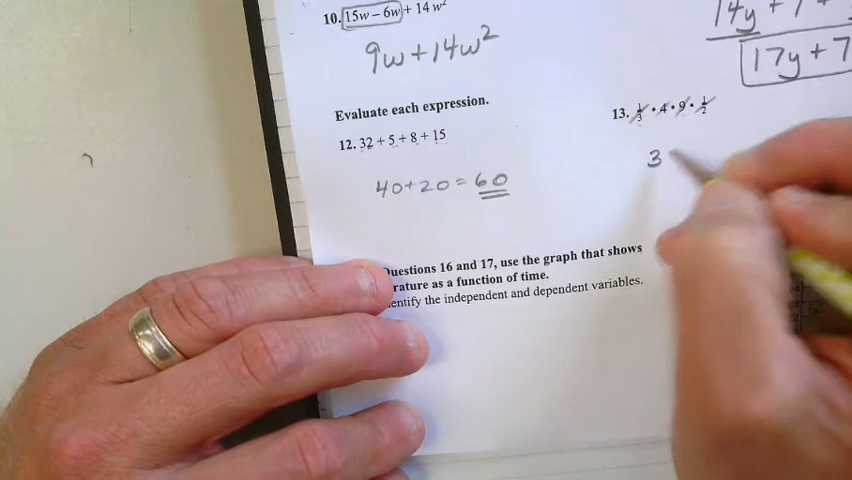 10. 15w – 6w + 14w²
9w + 14w²
14y + 7 +
17y + 7
Evaluate each expression.
12. 32 + 5 + 8 + 15
40 + 20 = 60
13. 1/3 · 4 · 9 · 1/2
3
Questions 16 and 17, use the graph that shows
as a function of time.
the independent and dependent variables.